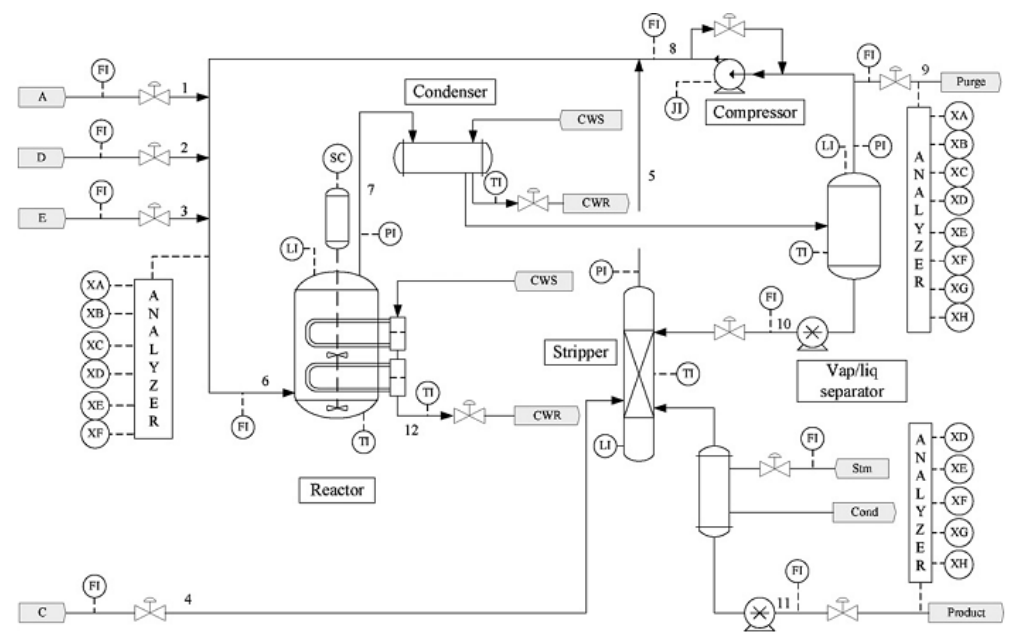 FI
8
FI
9
Purge
FI
A
1
Condenser
JI
Compressor
CWS
FI
D
2
SC
LI
PI
7
TI
5
CWR
FI
E
3
LI
PI
TI
XA
XB
XC
XD
XE
XF
XG
XH
ANALYZER
PI
CWS
FI
10
XA
XB
XC
XD
XE
XF
ANALYZER
Stripper
TI
Vap/liq
separator
6
FI
TI
12
TI
CWR
LI
Reactor
FI
Stm
Cond
XD
XE
XF
XG
XH
ANALYZER
FI
C
4
FI
11
Product